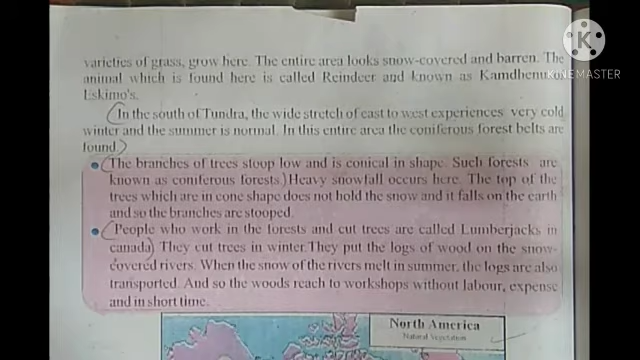 varieties of grass, grow here. The entire area looks snow-covered and barren. The
animal which is found here is called Reindeer and known as Kamdhenu
Eskimo's.
In the south of Tundra, the wide stretch of east to west experiences very cold
winter and the summer is normal. In this entire area the coniferous forest belts are
found.)
• (The branches of trees stoop low and is conical in shape. Such forests are
known as coniferous forests.) Heavy snowfall occurs here. The top of the
trees which are in cone shape does not hold the snow and it falls on the earth
and so the branches are stooped.
• (People who work in the forests and cut trees are called Lumberjacks in
canada) They cut trees in winter. They put the logs of wood on the snow-
covered rivers. When the snow of the rivers melt in summer, the logs are also
transported. And so the woods reach to workshops without labour, expense
and in short time.
North America
Natural Vegetation
K
KINEMASTER